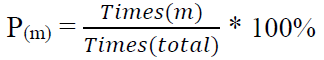 P(m) = Times(m) / Times(total) * 100%